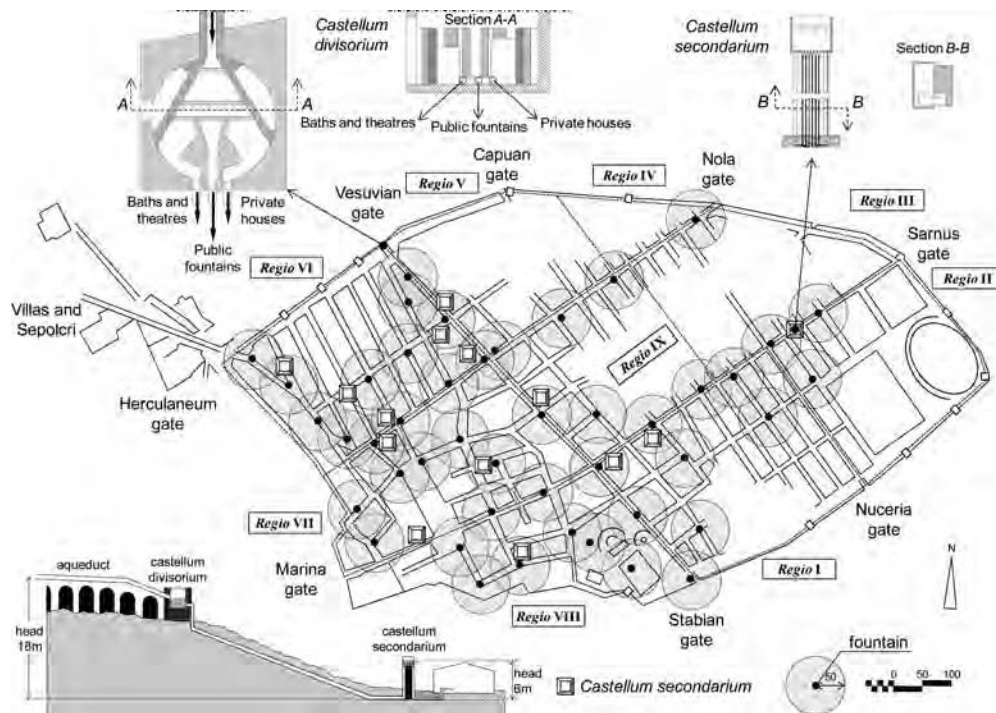 Castellum
divisorium
Section A-A
Castellum
secondarium
Section B-B
A
A
B
B
Baths and theatres
Public fountains
Private houses
Baths and
theatres
Private
houses
Public
fountains
Vesuvian
gate
Regio V
Capuan
gate
Regio IV
Nola
gate
Regio III
Sarnus
gate
Regio II
Regio VI
Villas and
Sepolcri
Regio IX
Herculaneum
gate
Regio VII
Nuceria
gate
Marina
gate
Regio I
Regio VIII
Stabian
gate
N
aqueduct
castellum
divisorium
head
18m
castellum
secondarium
head
6m
Castellum secondarium
fountain
50
0 50 100